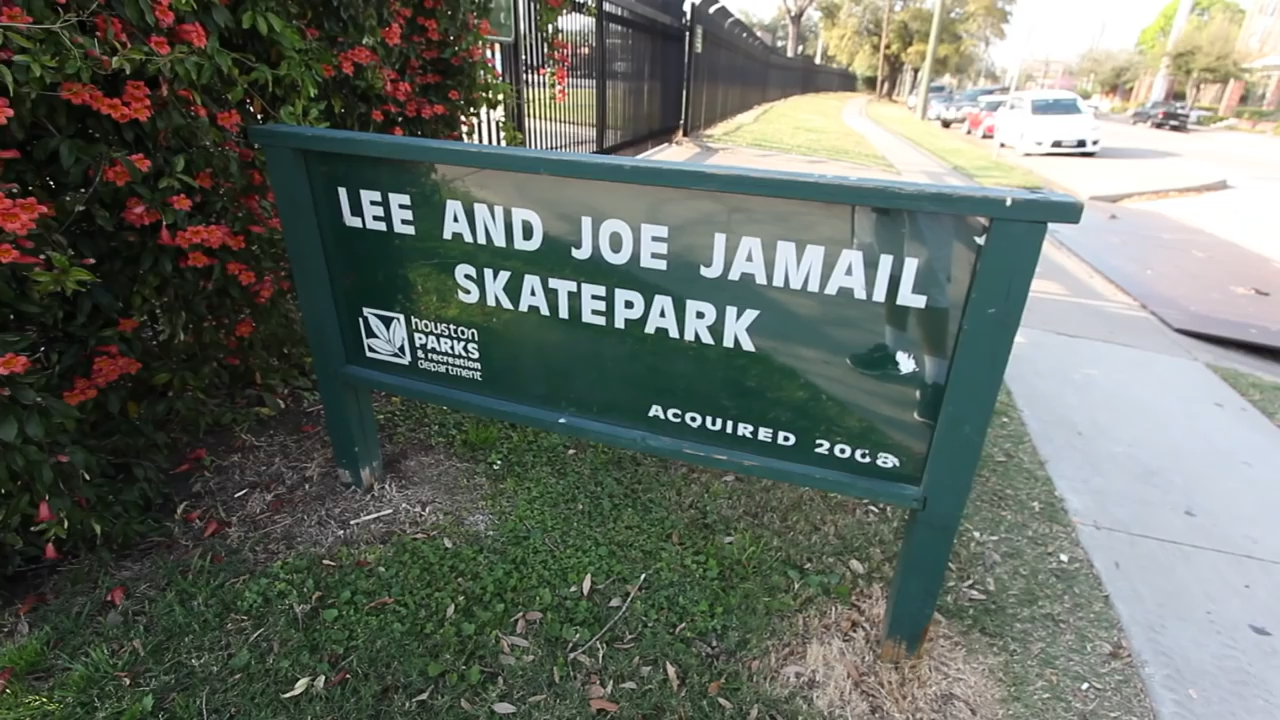 LEE AND JOE JAMAIL
SKATEPARK
houston
PARKS
& recreation
department
ACQUIRED 2008